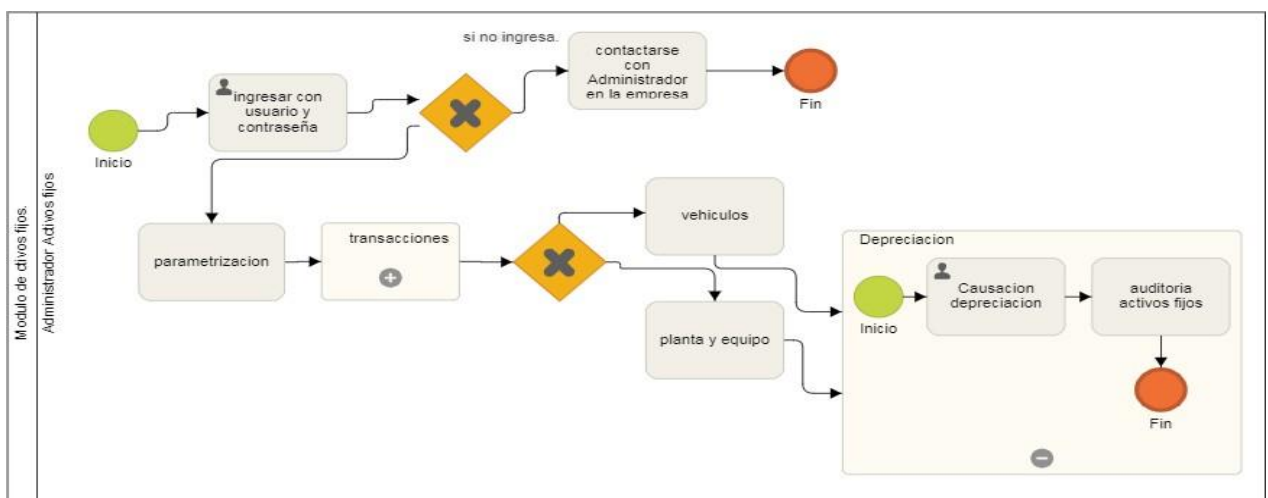 Modulo de ctivos fijos.
Administrador Activos fijos
si no ingresa.
contactarse
con
Administrador
en la empresa
Fin
ingresar con
usuario y
contraseña
Inicio
parametrizacion
transacciones
vehiculos
planta y equipo
Depreciacion
Inicio
Causacion
depreciacion
auditoria
activos fijos
Fin